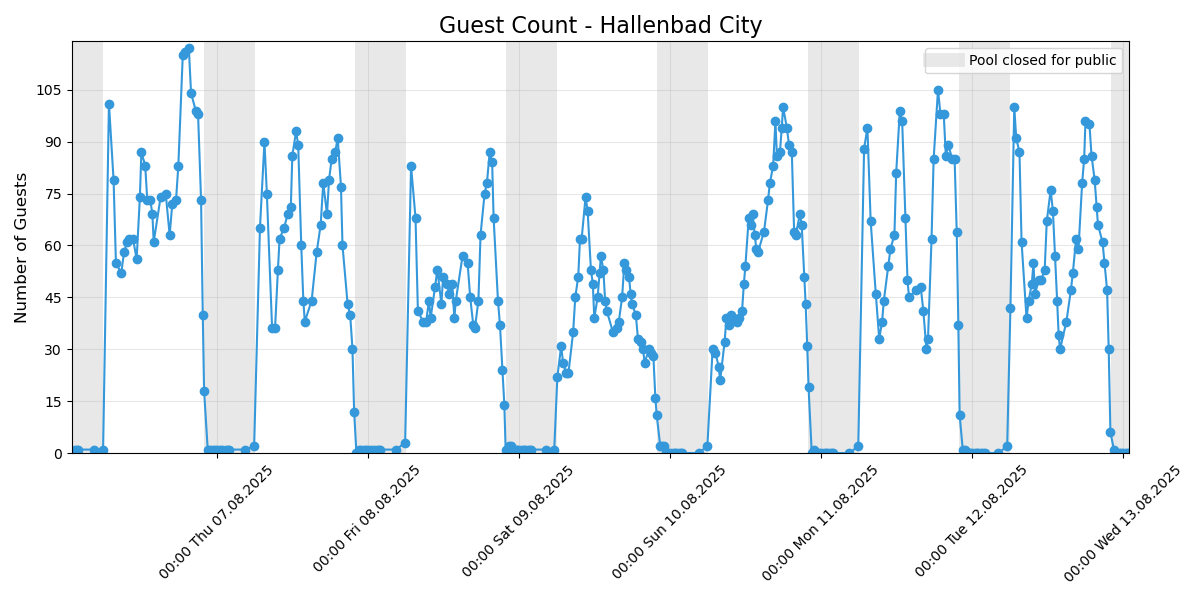 Guest Count - Hallenbad City
Pool closed for public
Number of Guests
105
90
75
60
45
30
15
0
00:00 Thu 07.08.2025
00:00 Fri 08.08.2025
00:00 Sat 09.08.2025
00:00 Sun 10.08.2025
00:00 Mon 11.08.2025
00:00 Tue 12.08.2025
00:00 Wed 13.08.2025